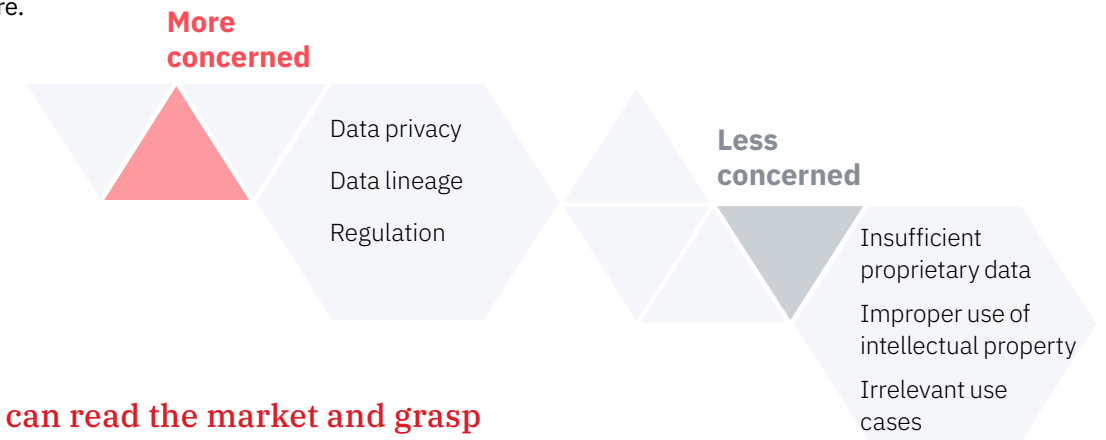 re.
More
concerned
Data privacy
Data lineage
Regulation
Less
concerned
Insufficient
proprietary data
Improper use of
intellectual property
Irrelevant use
cases
can read the market and grasp